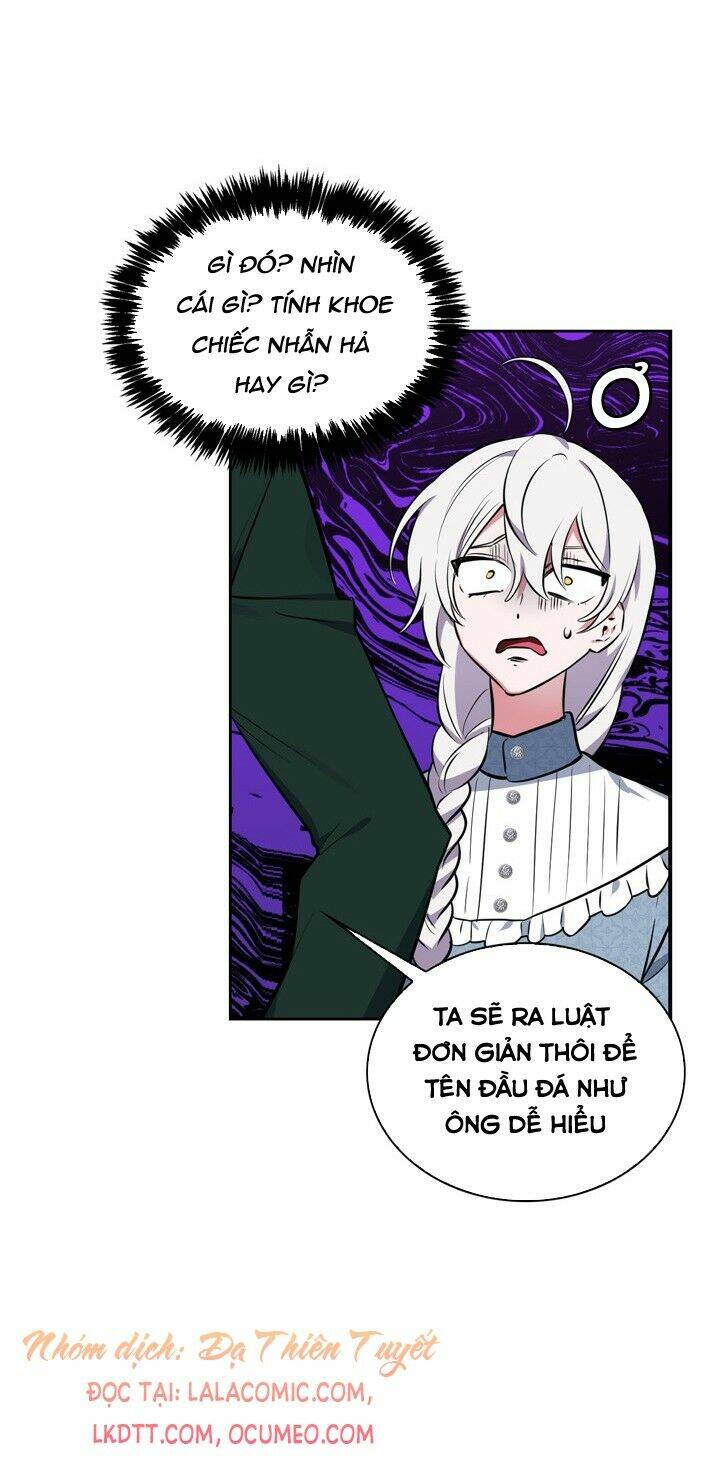 GÌ ĐÓ? NHÌN
CÁI GÌ? TÍNH KHOE
CHIẾC NHẪN HẢ
HAY GÌ?
Ơ
TA SẼ RA LUẬT
ĐƠN GIẢN THÔI ĐỂ
TÊN ĐẦU ĐÁ NHƯ
ÔNG DỄ HIỂU
Nhóm dịch: Dạ Thiên Tuyết
ĐỌC TẠI: LALACOMIC.COM,
LKDTT.COM, OCUMEO.COM